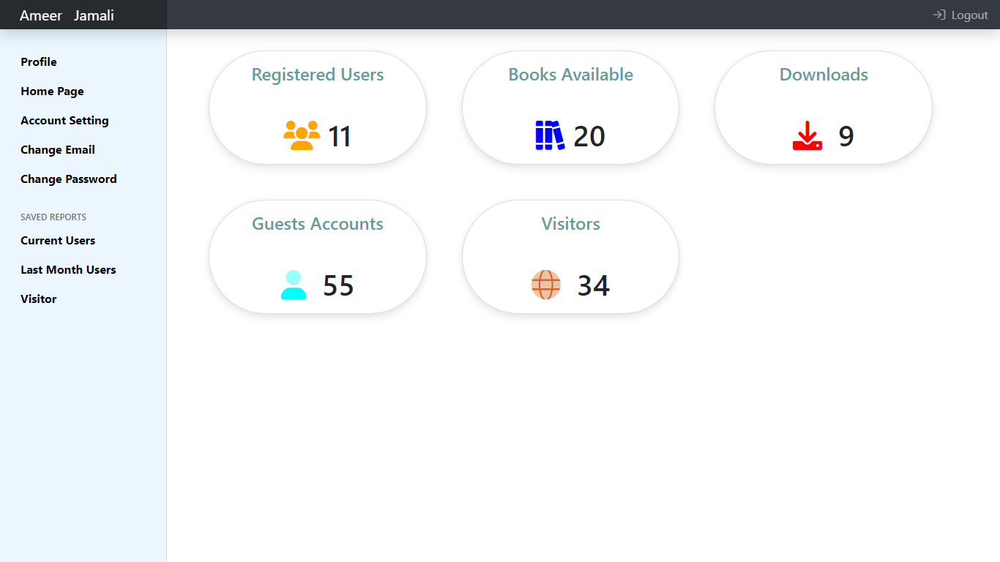 Ameer Jamali
Logout
Profile
Home Page
Account Setting
Change Email
Change Password
SAVED REPORTS
Current Users
Last Month Users
Visitor
Registered Users
11
Books Available
20
Downloads
9
Guests Accounts
55
Visitors
34